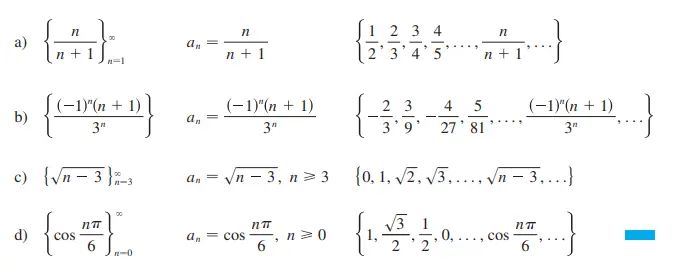 a) {n/(n + 1)}_{n=1}^∞ a_n = n/(n + 1) {1/2, 2/3, 3/4, 4/5, . . . , n/(n + 1), . . .}
b) {(−1)^n(n + 1)/3^n} a_n = (−1)^n(n + 1)/3^n {−2/3, 3/9, −4/27, 5/81, . . . , (−1)^n(n + 1)/3^n, . . .}
c) {√(n − 3)}_{n=3}^∞ a_n = √(n − 3), n ⩾ 3 {0, 1, √2, √3, . . . , √(n − 3), . . .}
d) {cos nπ/6}_{n=0}^∞ a_n = cos nπ/6, n ⩾ 0 {1, √3/2, 1/2, 0, . . . , cos nπ/6, . . .}